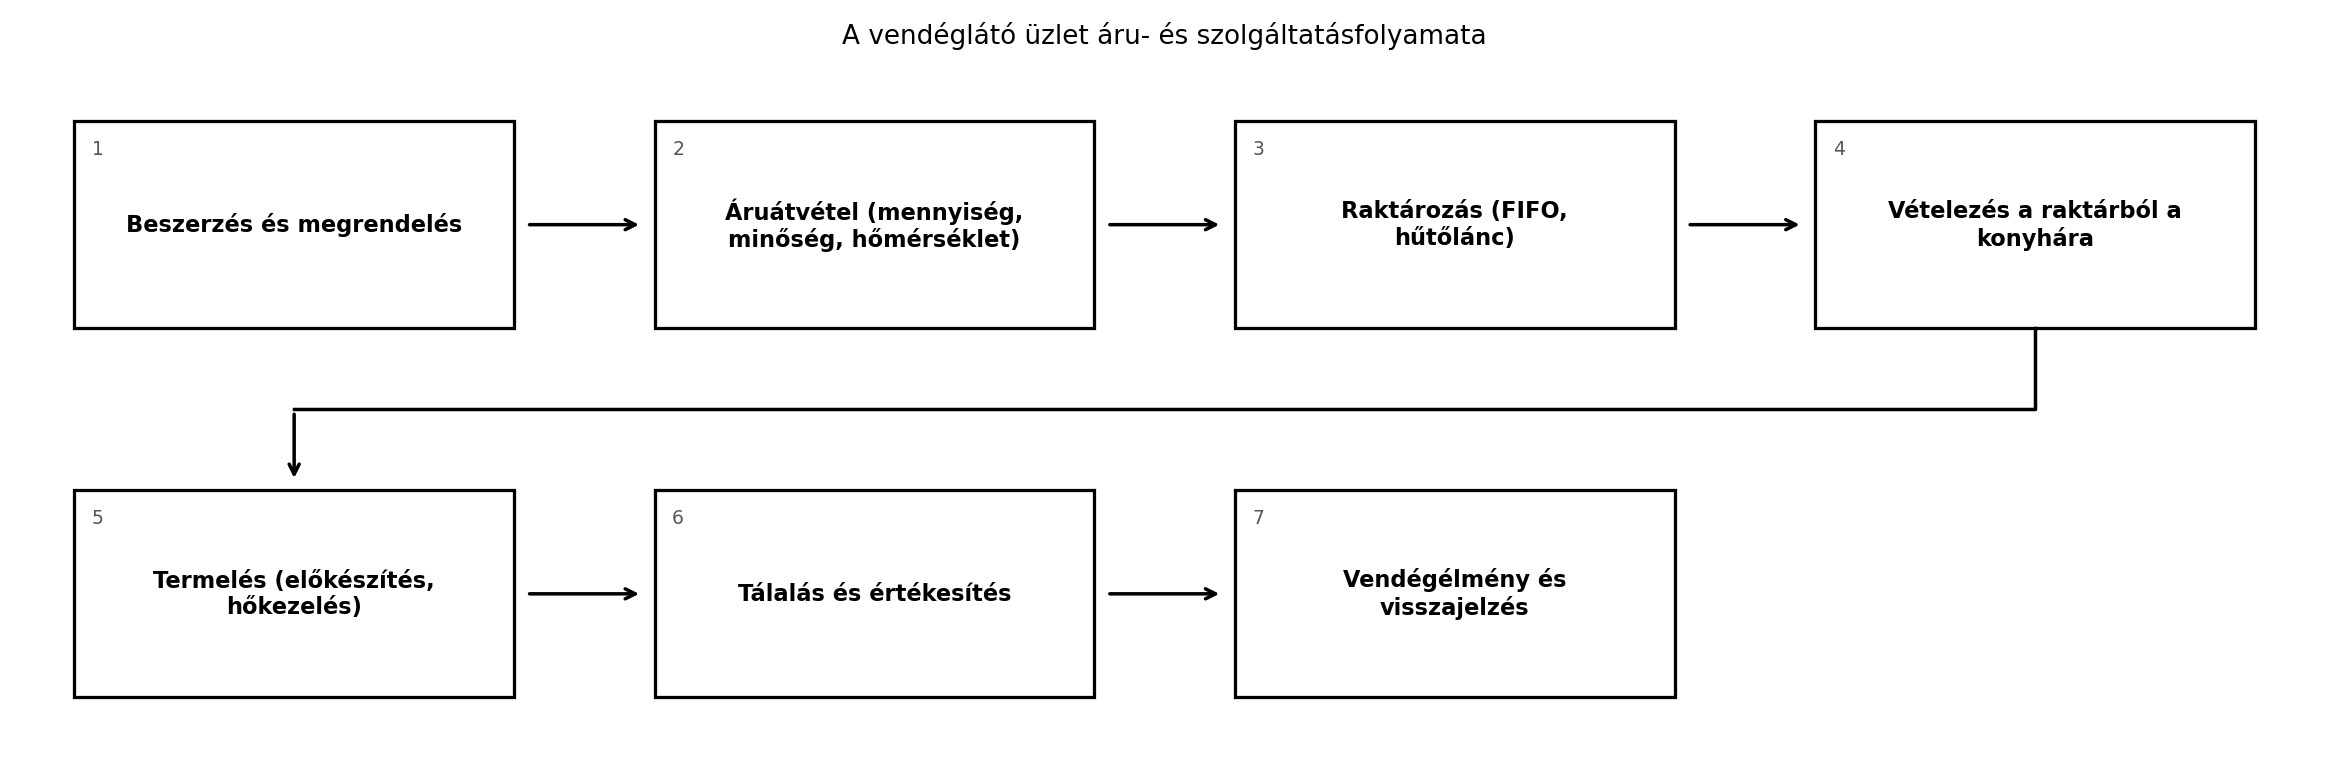 A vendéglátó üzlet áru- és szolgáltatásfolyamata
1
Beszerzés és megrendelés
2
Áruátvétel (mennyiség,
minőség, hőmérséklet)
3
Raktározás (FIFO,
hűtőlánc)
4
Vételezés a raktárból a
konyhára
5
Termelés (előkészítés,
hőkezelés)
6
Tálalás és értékesítés
7
Vendégélmény és
visszajelzés